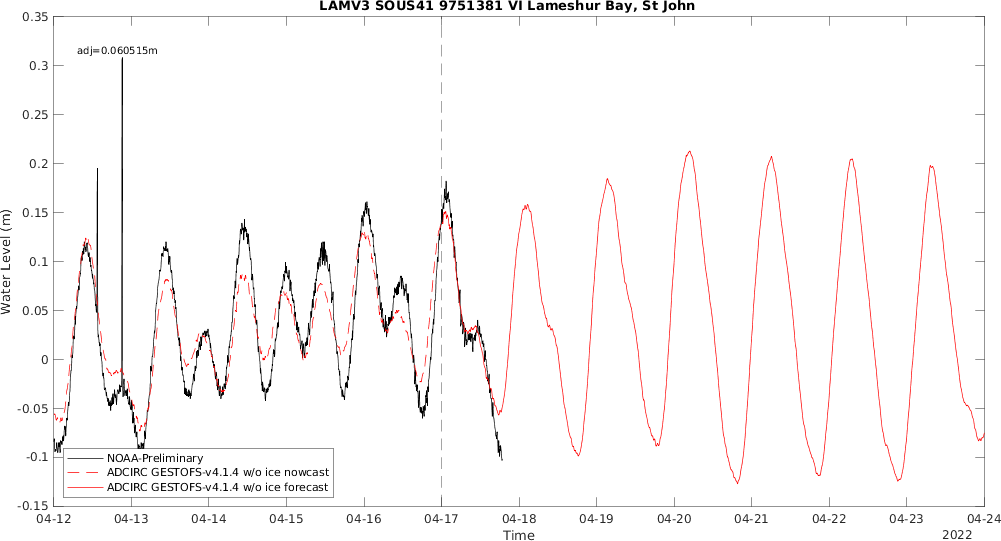 LAMV3 SOUS41 9751381 VI Lameshur Bay, St John
0.35
adj=0.060515m
0.3
0.25
0.2
0.15
0.1
0.05
0
-0.05
-0.1
-0.15
Water Level (m)
NOAA-Preliminary
ADCIRC GESTOFS-v4.1.4 w/o ice nowcast
ADCIRC GESTOFS-v4.1.4 w/o ice forecast
04-12 04-13 04-14 04-15 04-16 04-17 04-18 04-19 04-20 04-21 04-22 04-23 04-24
Time
2022